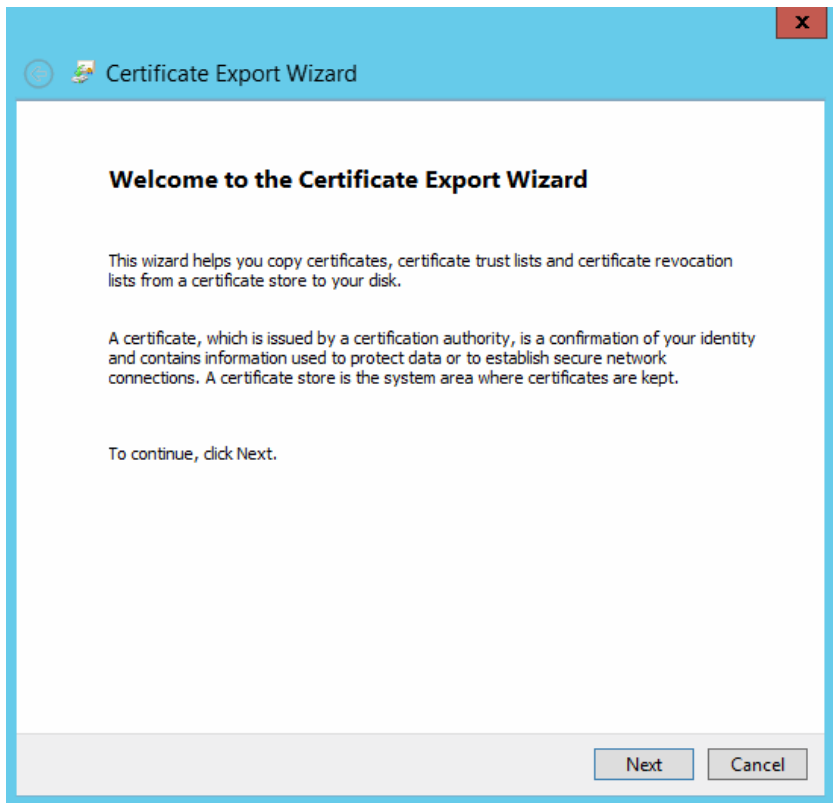 x
Certificate Export Wizard
Welcome to the Certificate Export Wizard
This wizard helps you copy certificates, certificate trust lists and certificate revocation
lists from a certificate store to your disk.
A certificate, which is issued by a certification authority, is a confirmation of your identity
and contains information used to protect data or to establish secure network
connections. A certificate store is the system area where certificates are kept.
To continue, click Next.
Next Cancel